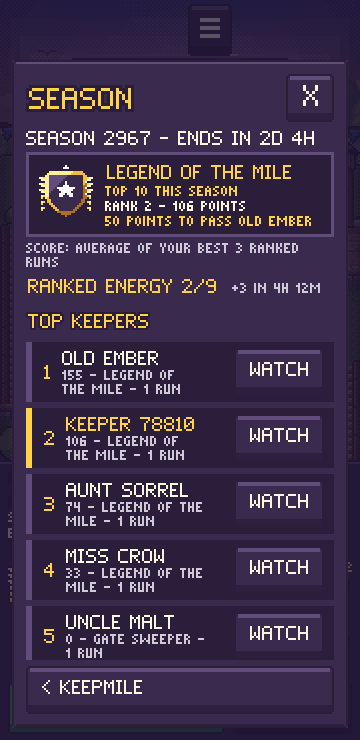 SEASON
X
SEASON 2967 - ENDS IN 2D 4H
LEGEND OF THE MILE
TOP 10 THIS SEASON
RANK 2 - 106 POINTS
50 POINTS TO PASS OLD EMBER
SCORE: AVERAGE OF YOUR BEST 3 RANKED
RUNS
RANKED ENERGY 2/9 +3 IN 4H 12M
TOP KEEPERS
1 OLD EMBER
155 - LEGEND OF
THE MILE - 1 RUN
WATCH
2 KEEPER 78810
106 - LEGEND OF
THE MILE - 1 RUN
WATCH
3 AUNT SORREL
74 - LEGEND OF THE
MILE - 1 RUN
WATCH
4 MISS CROW
33 - LEGEND OF THE
MILE - 1 RUN
WATCH
5 UNCLE MALT
0 - GATE SWEEPER -
1 RUN
WATCH
< KEEPMILE